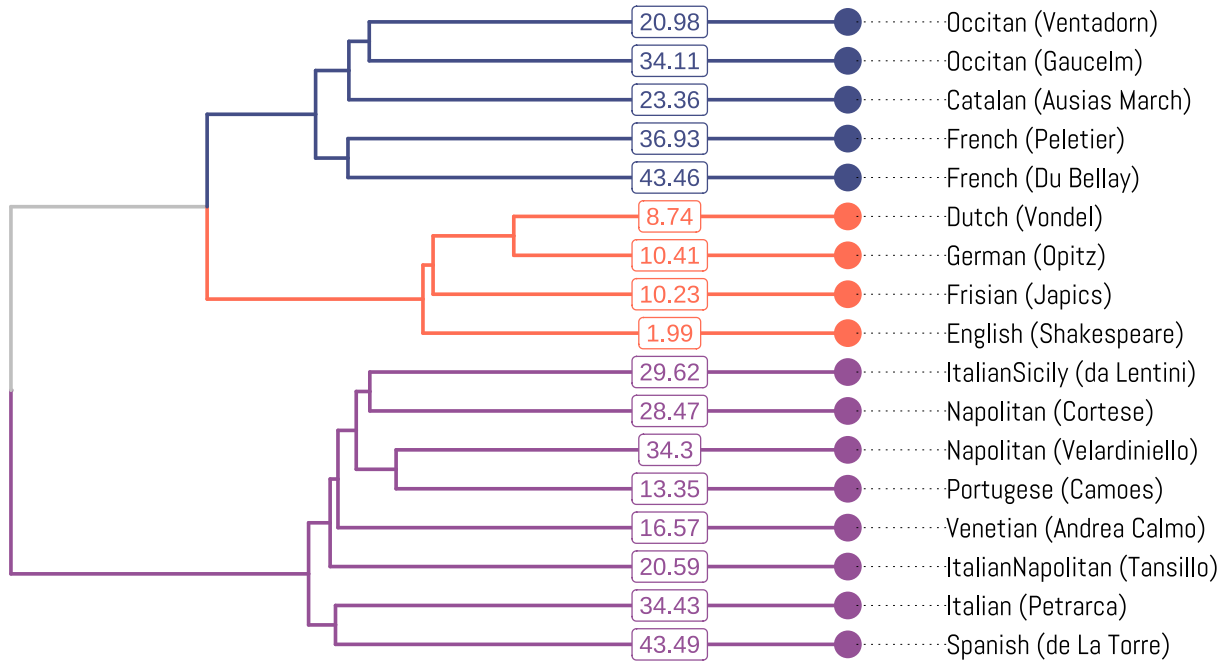 20.98 Occitan (Ventadorn)
34.11 Occitan (Gaucelm)
23.36 Catalan (Ausias March)
36.93 French (Peletier)
43.46 French (Du Bellay)
8.74 Dutch (Vondel)
10.41 German (Opitz)
10.23 Frisian (Japics)
1.99 English (Shakespeare)
29.62 ItalianSicily (da Lentini)
28.47 Napolitan (Cortese)
34.3 Napolitan (Velardiniello)
13.35 Portugese (Camoes)
16.57 Venetian (Andrea Calmo)
20.59 ItalianNapolitan (Tansillo)
34.43 Italian (Petrarca)
43.49 Spanish (de La Torre)